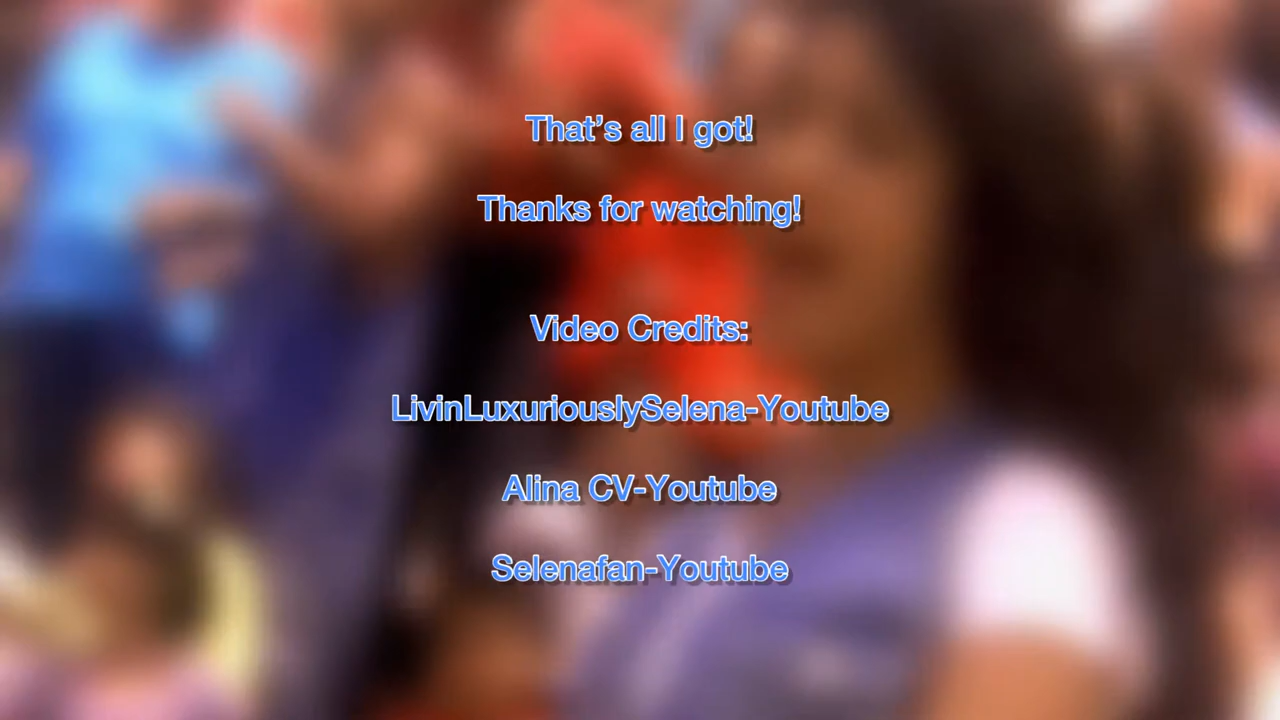 That’s all I got!
Thanks for watching!
Video Credits:
LivinLuxuriouslySelena-Youtube
Alina CV-Youtube
Selenafan-Youtube